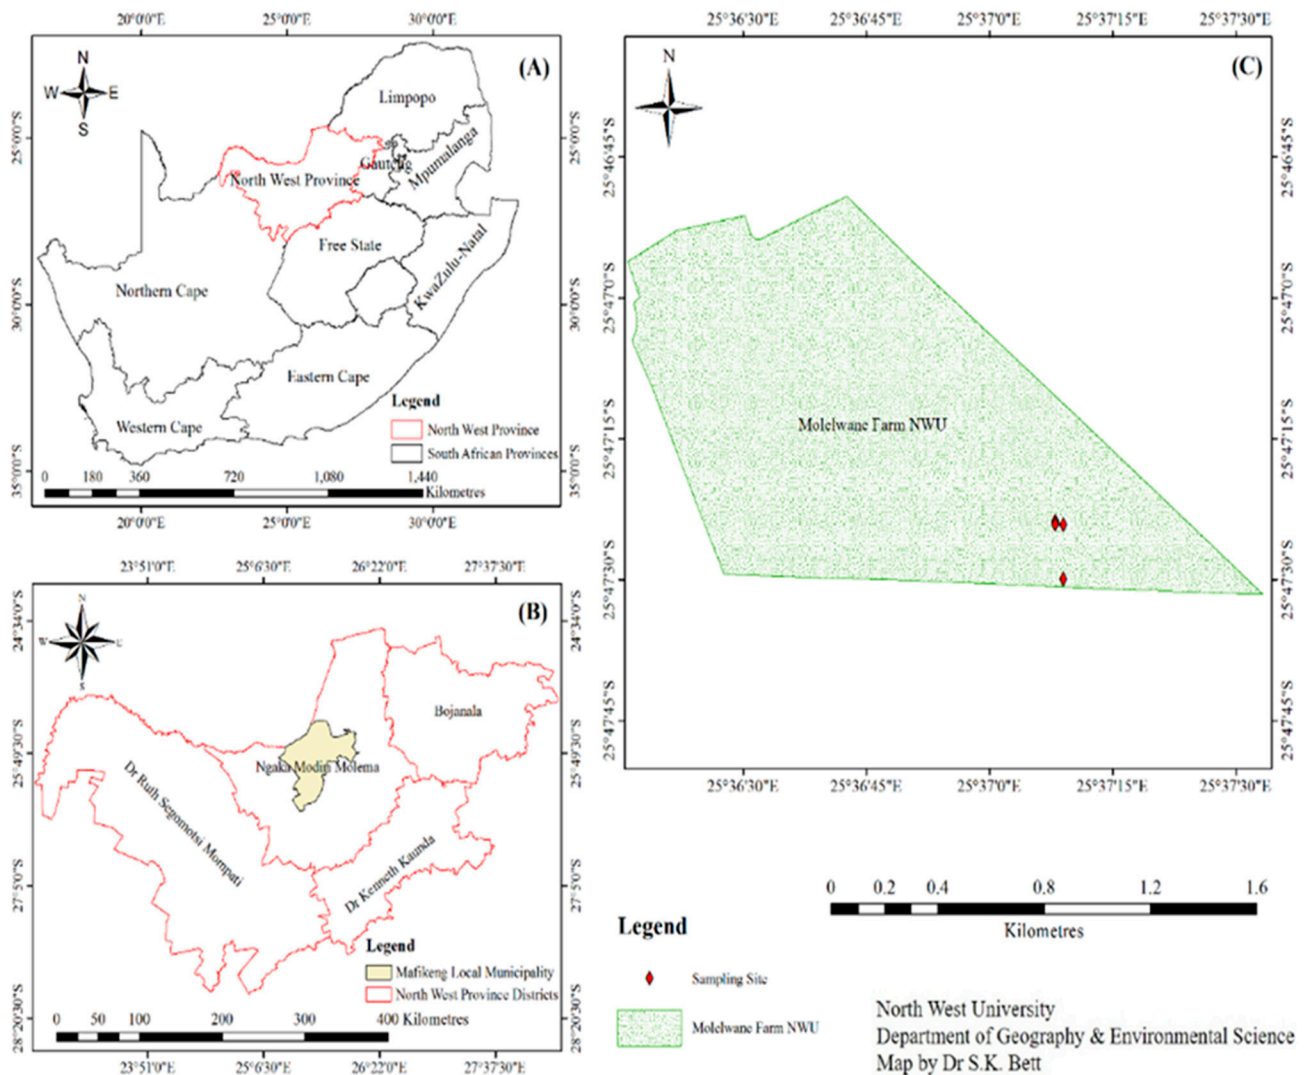 20°0'0"E 25°0'0"E 30°0'0"E
(A)
N
W E
S
25°0'0"S
30°0'0"S
35°0'0"S
Limpopo
Mpumalanga
Gauteng
North West Province
Free State
KwaZulu-Natal
Northern Cape
Eastern Cape
Western Cape
Legend
North West Province
South African Provinces
0 180 360 720 1,080 1,440
Kilometres
25°0'0"S
30°0'0"S
35°0'0"S
20°0'0"E 25°0'0"E 30°0'0"E
23°51'0"E 25°6'30"E 26°22'0"E 27°37'30"E
(B)
N
W E
S
24°34'0"S
25°49'30"S
27°5'0"S
28°20'30"S
Bojanala
Ngaka Modiri Molema
Dr Ruth Segomotsi Mompati
Dr Kenneth Kaunda
Legend
Mafikeng Local Municipality
North West Province Districts
0 50 100 200 300 400 Kilometres
24°34'0"S
25°49'30"S
27°5'0"S
28°20'30"S
23°51'0"E 25°6'30"E 26°22'0"E 27°37'30"E
25°36'30"E 25°36'45"E 25°37'0"E 25°37'15"E 25°37'30"E
(C)
N
25°46'45"S
25°47'0"S
25°47'15"S
25°47'30"S
25°47'45"S
Molelwane Farm NWU
25°46'45"S
25°47'0"S
25°47'15"S
25°47'30"S
25°47'45"S
25°36'30"E 25°36'45"E 25°37'0"E 25°37'15"E 25°37'30"E
0 0.2 0.4 0.8 1.2 1.6
Kilometres
Legend
Sampling Site
Molelwane Farm NWU
North West University
Department of Geography & Environmental Science
Map by Dr S.K. Bett